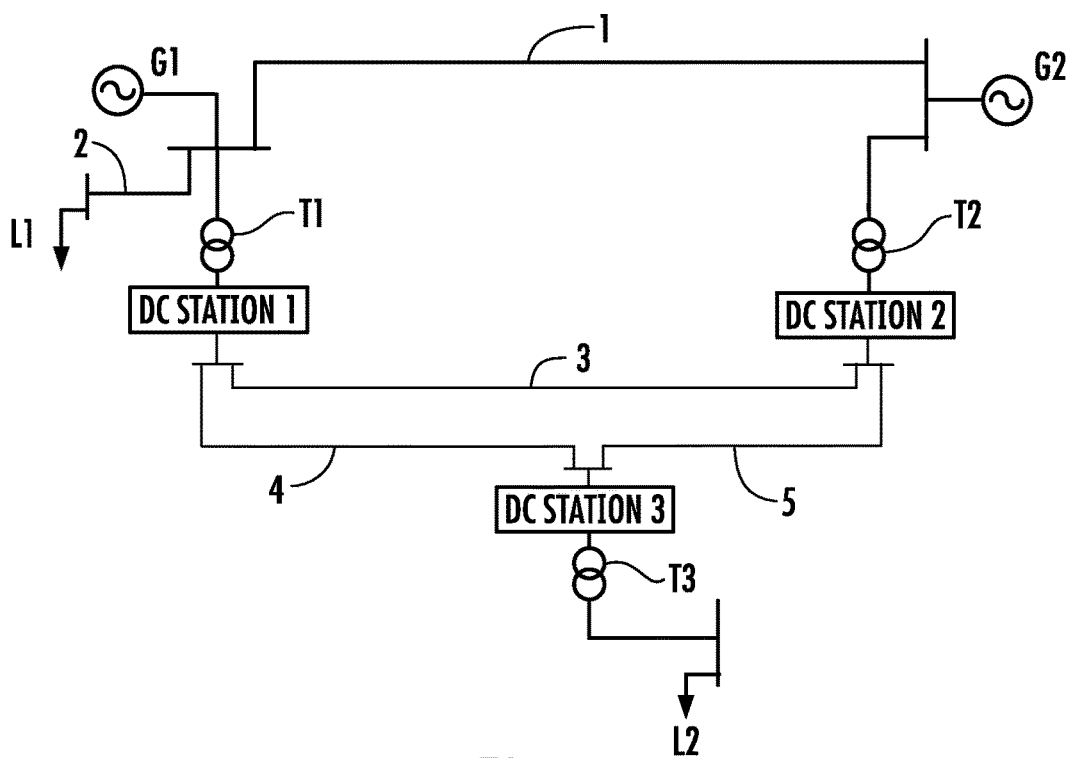 1
G1
G2
2
L1
T1
T2
DC STATION 1
DC STATION 2
3
4
5
DC STATION 3
T3
L2